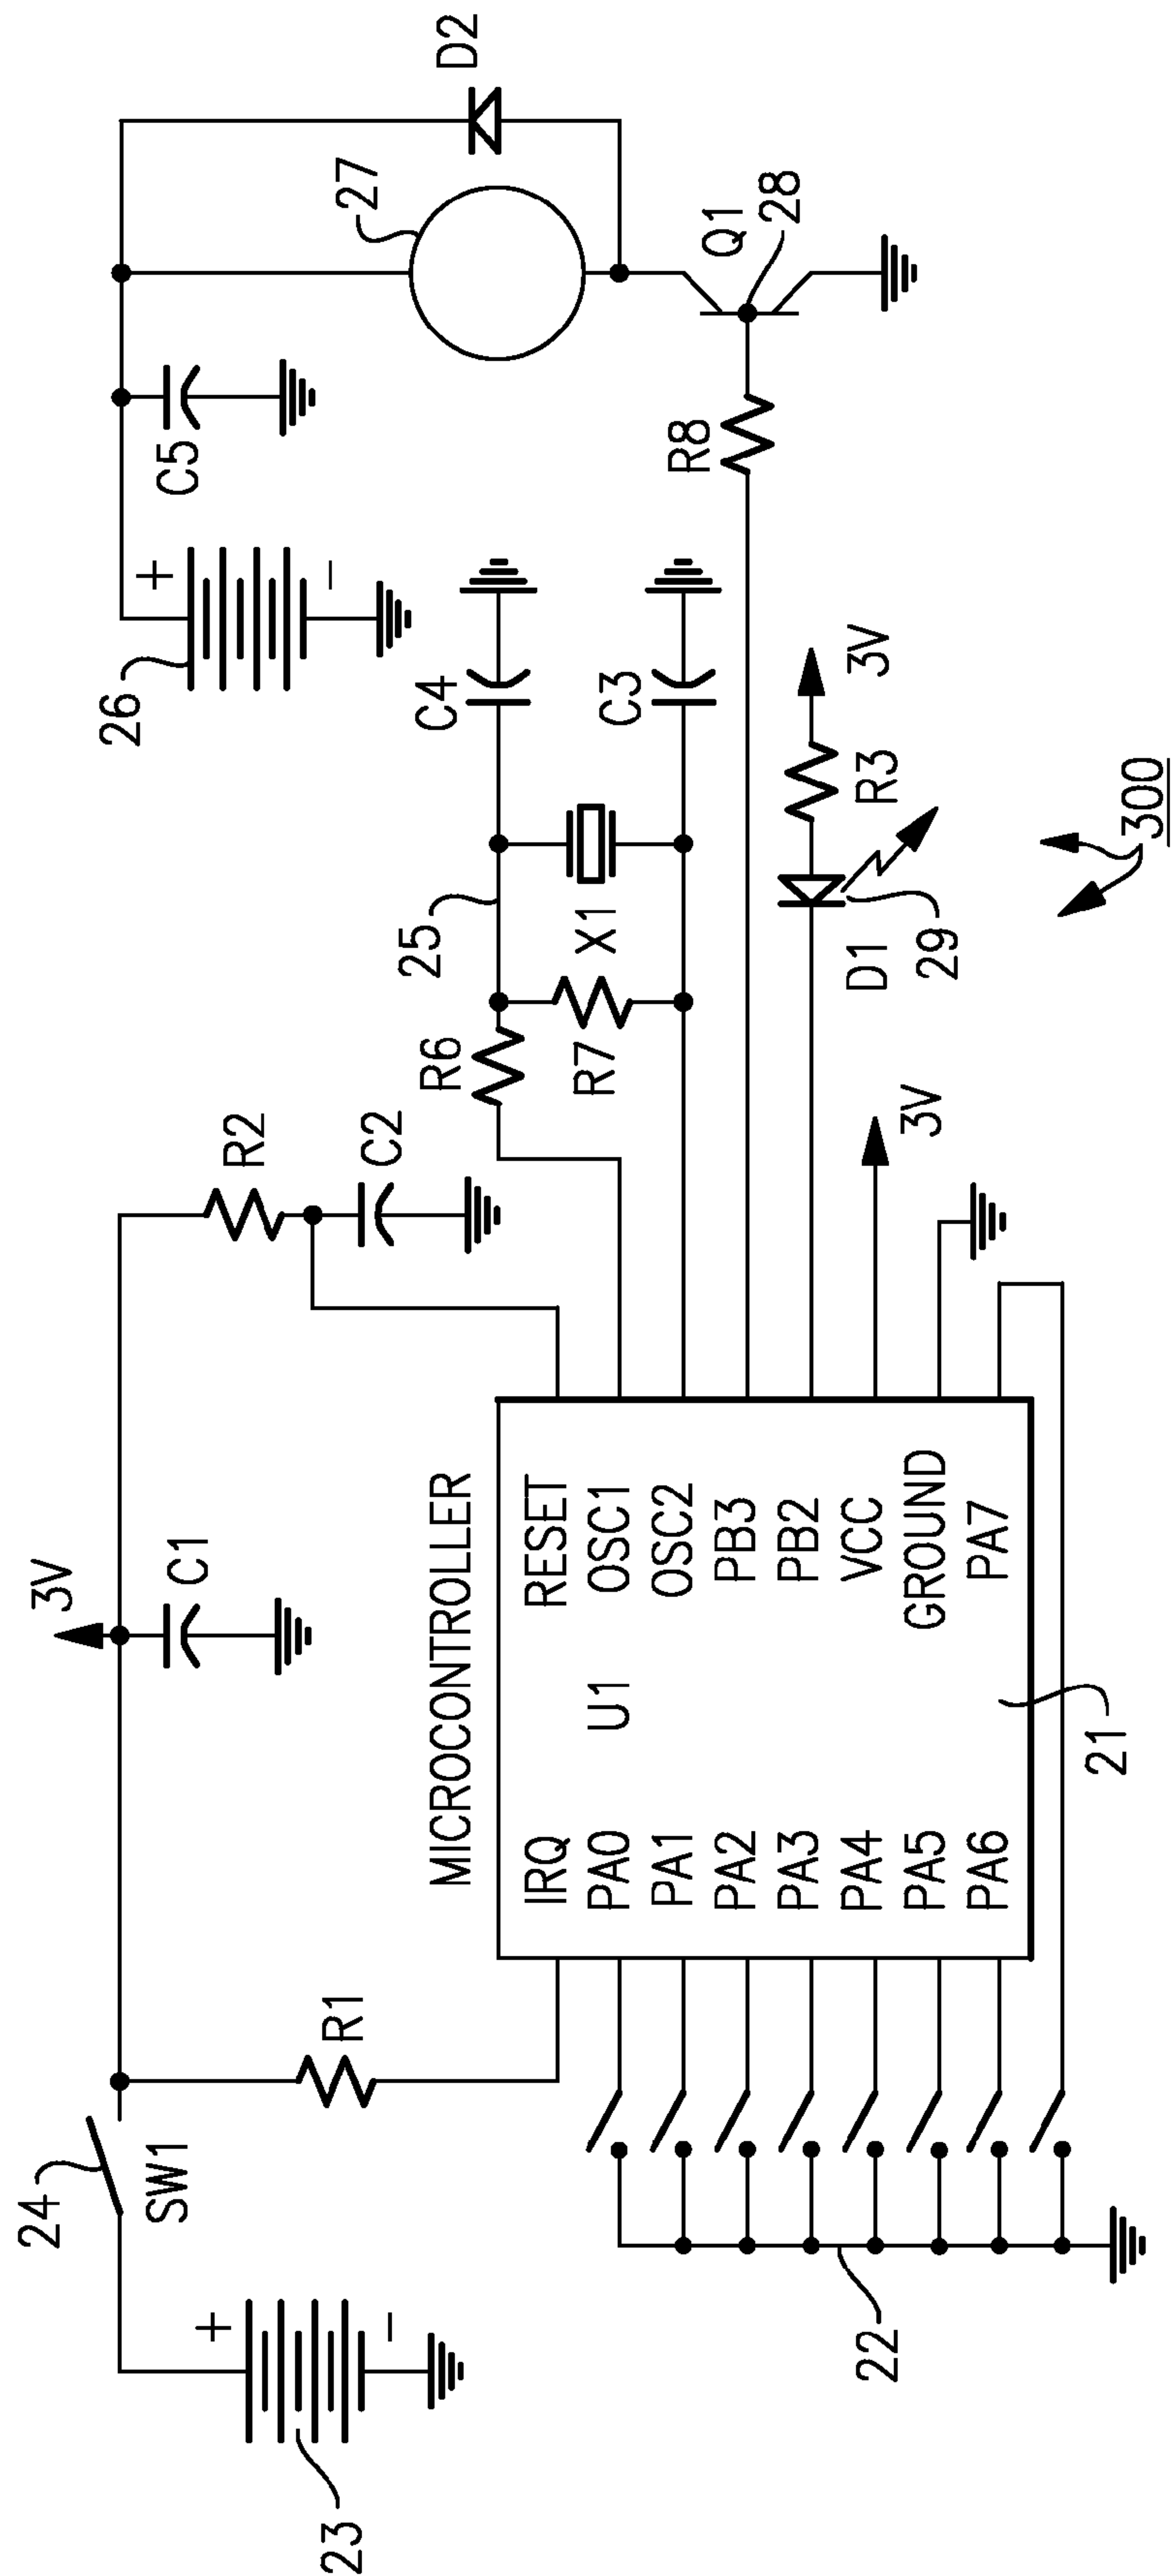 24
SW1
23
+
−
3V
C1
R1
R2
C2
MICROCONTROLLER
U1
IRQ
PA0
PA1
PA2
PA3
PA4
PA5
PA6
RESET
OSC1
OSC2
PB3
PB2
VCC
GROUND
PA7
21
22
R6
25
R7
X1
C4
C3
26
+
−
C5
27
D2
Q1
28
R8
D1
29
R3
3V
3V
300